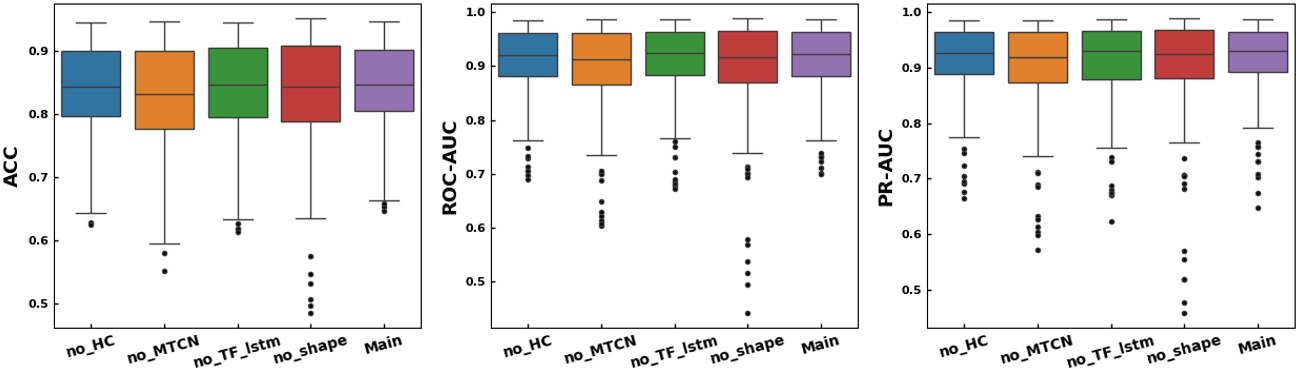 ACC
0.9
0.8
0.7
0.6
0.5
no_HC
no_MTCN
no_TF_lstm
no_shape
Main
ROC-AUC
1.0
0.9
0.8
0.7
0.6
0.5
no_HC
no_MTCN
no_TF_lstm
no_shape
Main
PR-AUC
1.0
0.9
0.8
0.7
0.6
0.5
no_HC
no_MTCN
no_TF_lstm
no_shape
Main